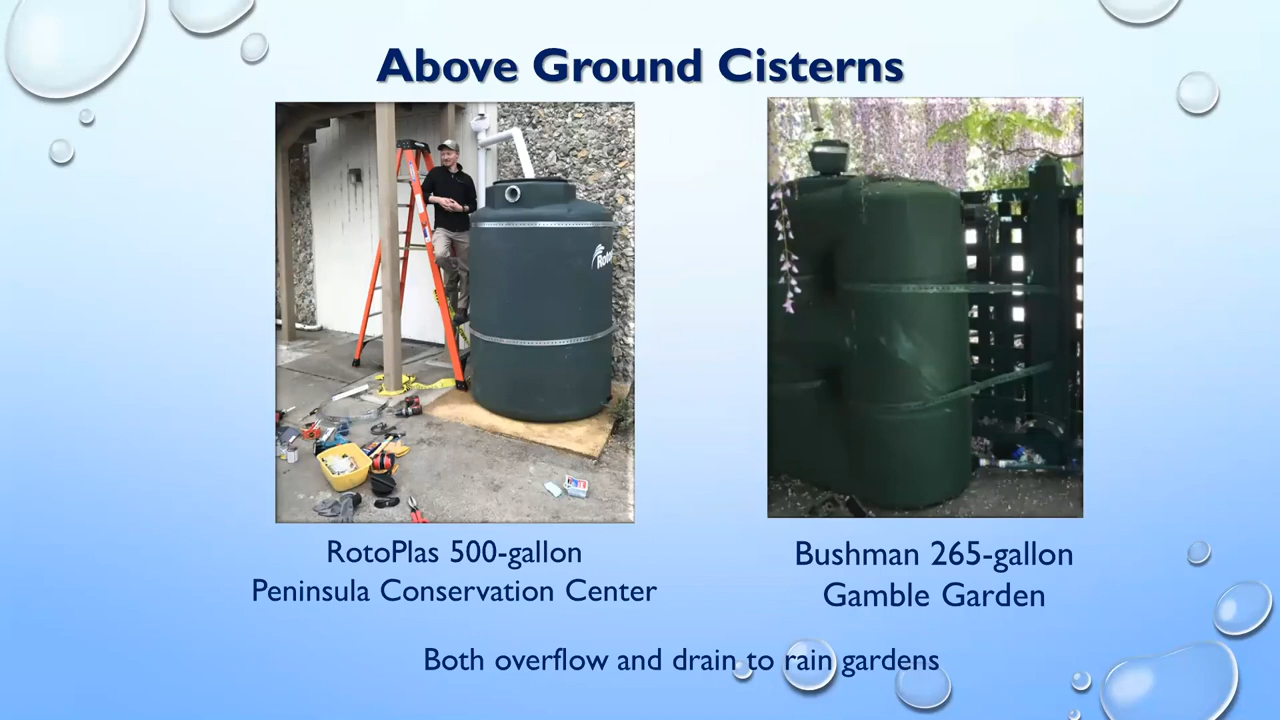 Above Ground Cisterns
RotoPlas 500-gallon
Peninsula Conservation Center
Bushman 265-gallon
Gamble Garden
Both overflow and drain to rain gardens